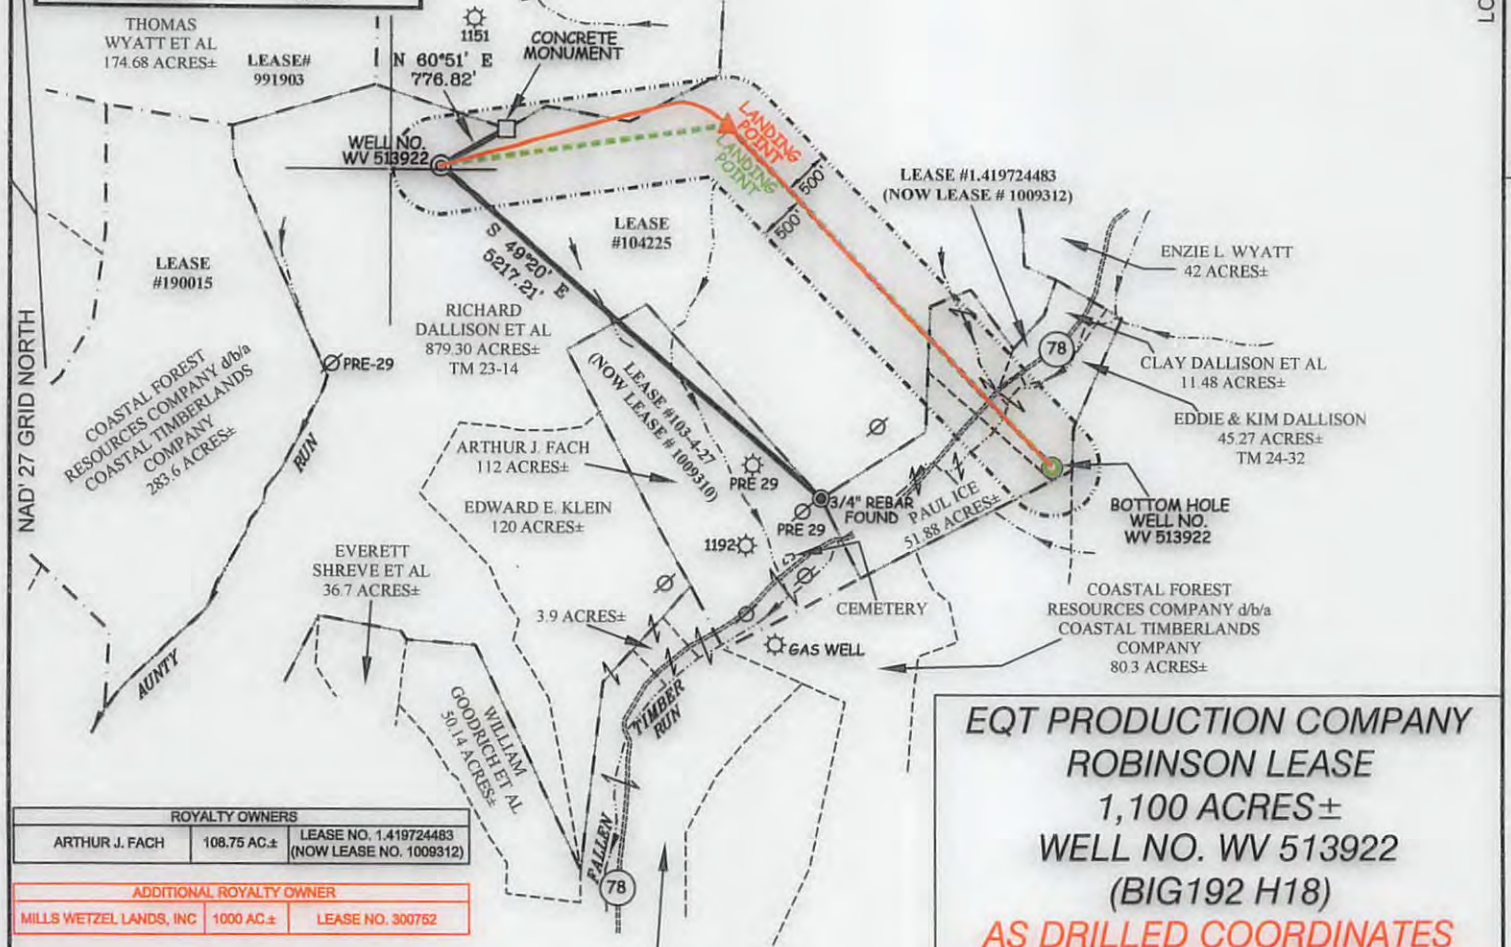 THOMAS
WYATT ET AL
174.68 ACRES±
LEASE#
991903
1151
CONCRETE
MONUMENT
N 60°51' E
776.82'
WELL NO.
WV 513922
LANDING
POINT
LANDING
POINT
500'
500'
LEASE #1.419724483
(NOW LEASE # 1009312)
ENZIE L. WYATT
42 ACRES±
LEASE
#104225
S 49°20' E
5217.21'
LEASE
#190015
NAD' 27 GRID NORTH
RICHARD
DALLISON ET AL
879.30 ACRES±
TM 23-14
PRE-29
COASTAL FOREST
RESOURCES COMPANY d/b/a
COASTAL TIMBERLANDS
COMPANY
283.6 ACRES±
RUN
AUNTY
LEASE #103-4-27
(NOW LEASE # 1009310)
78
CLAY DALLISON ET AL
11.48 ACRES±
EDDIE & KIM DALLISON
45.27 ACRES±
TM 24-32
ARTHUR J. FACH
112 ACRES±
EDWARD E. KLEIN
120 ACRES±
PRE 29
3/4" REBAR
FOUND
PRE 29
PAUL ICE
51.88 ACRES±
BOTTOM HOLE
WELL NO.
WV 513922
1192
EVERETT
SHREVE ET AL
36.7 ACRES±
3.9 ACRES±
CEMETERY
GAS WELL
COASTAL FOREST
RESOURCES COMPANY d/b/a
COASTAL TIMBERLANDS
COMPANY
80.3 ACRES±
WILLIAM
GOODRICH ET AL
50.14 ACRES±
TIMBER
RUN
FALLEN
78
ROYALTY OWNERS
ARTHUR J. FACH 108.75 AC.± LEASE NO. 1.419724483
(NOW LEASE NO. 1009312)
ADDITIONAL ROYALTY OWNER
MILLS WETZEL LANDS, INC 1000 AC.± LEASE NO. 300752
EQT PRODUCTION COMPANY
ROBINSON LEASE
1,100 ACRES±
WELL NO. WV 513922
(BIG192 H18)
AS DRILLED COORDINATES